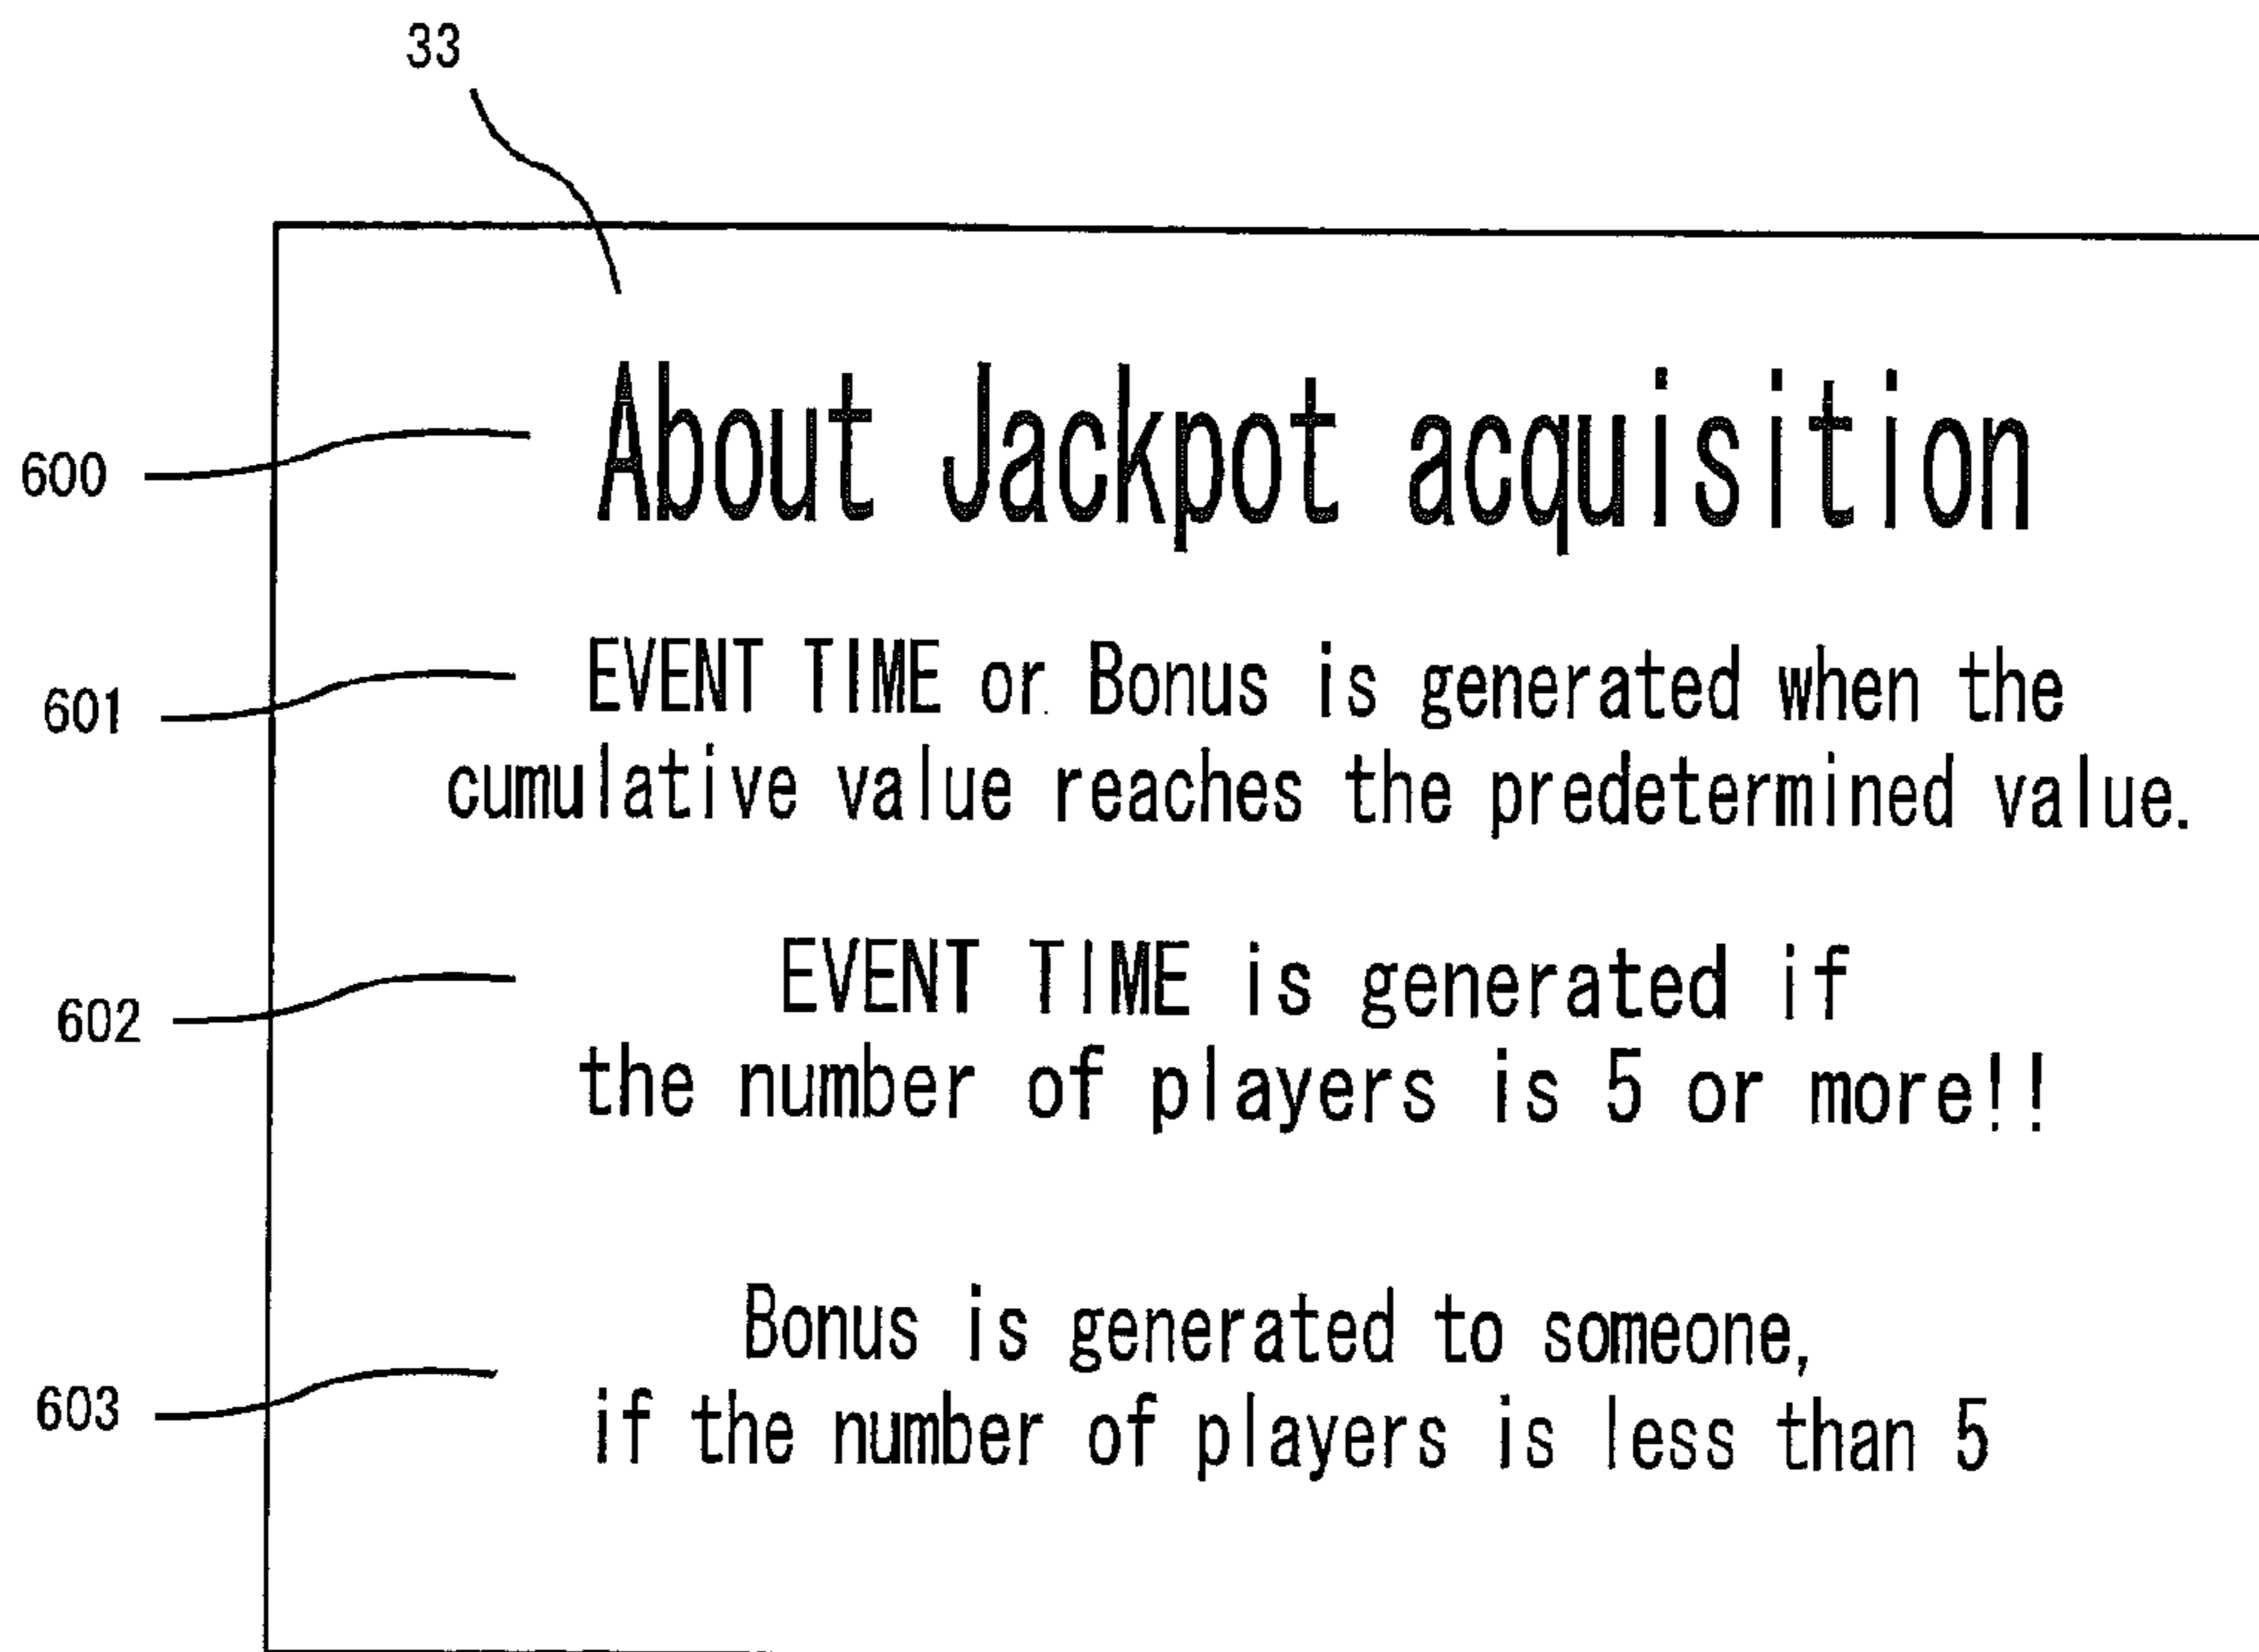 33
600
About Jackpot acquisition
601
EVENT TIME or Bonus is generated when the
cumulative value reaches the predetermined value.
602
EVENT TIME is generated if
the number of players is 5 or more!!
603
Bonus is generated to someone,
if the number of players is less than 5